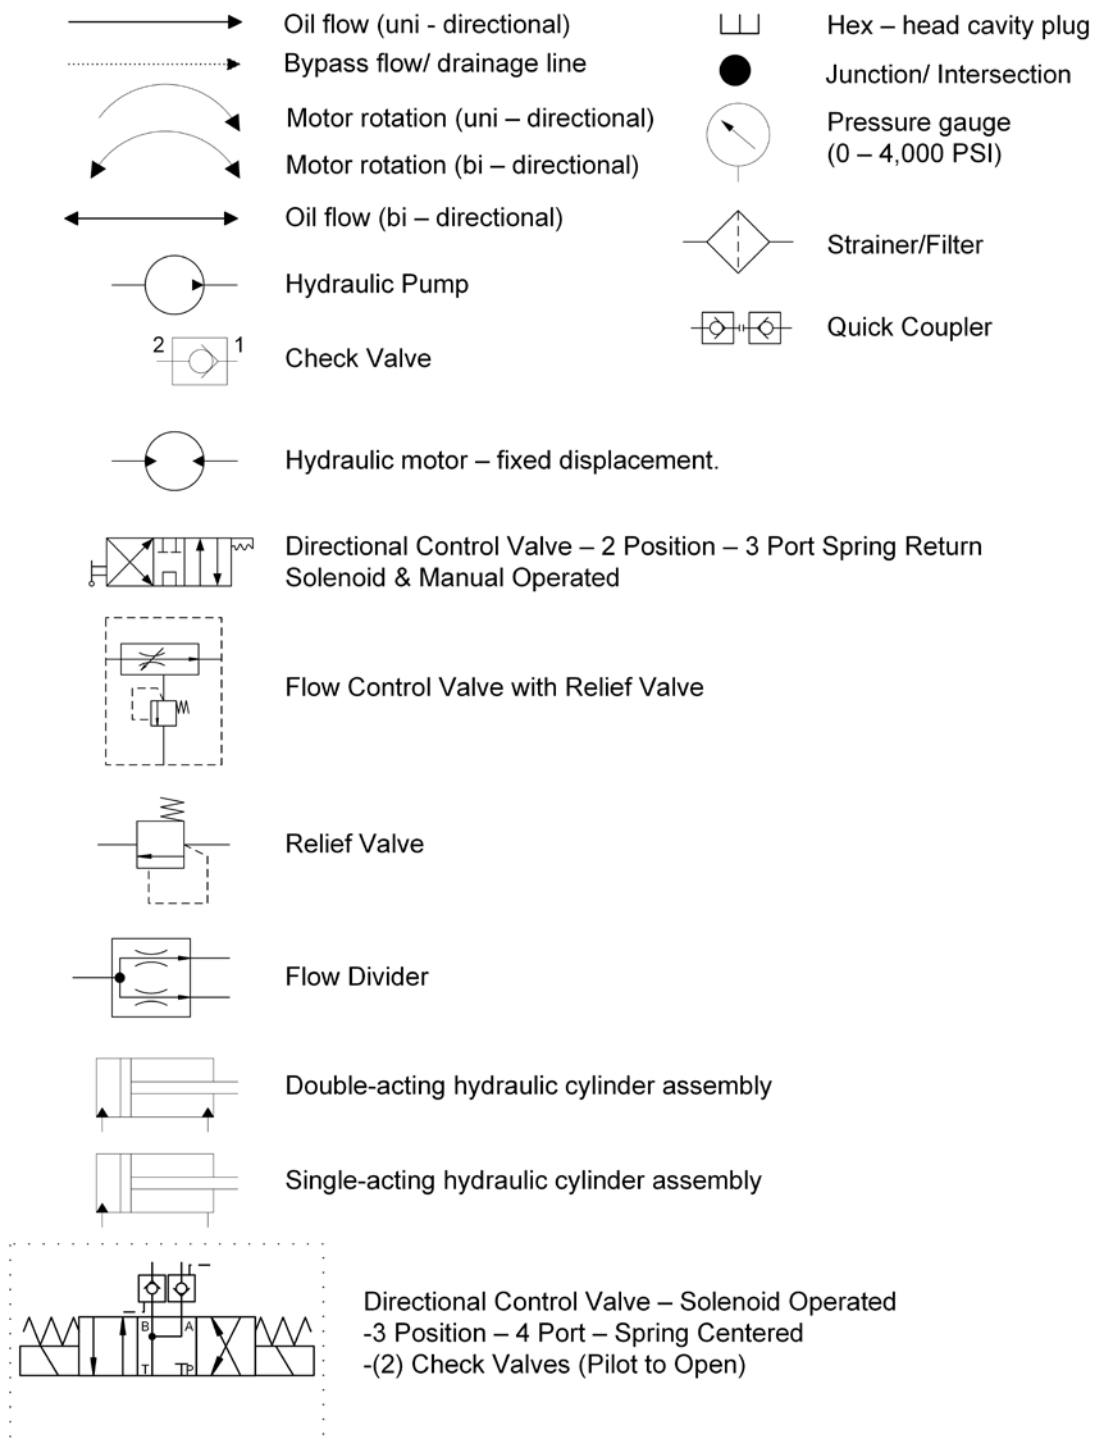 Oil flow (uni - directional)
Bypass flow/ drainage line
Motor rotation (uni – directional)
Motor rotation (bi – directional)
Oil flow (bi – directional)
Hydraulic Pump
2 1
Check Valve
Hydraulic motor – fixed displacement.
Directional Control Valve – 2 Position – 3 Port Spring Return
Solenoid & Manual Operated
Flow Control Valve with Relief Valve
Relief Valve
Flow Divider
Double-acting hydraulic cylinder assembly
Single-acting hydraulic cylinder assembly
B A
T P
Directional Control Valve – Solenoid Operated
-3 Position – 4 Port – Spring Centered
-(2) Check Valves (Pilot to Open)
Hex – head cavity plug
Junction/ Intersection
Pressure gauge
(0 – 4,000 PSI)
Strainer/Filter
Quick Coupler